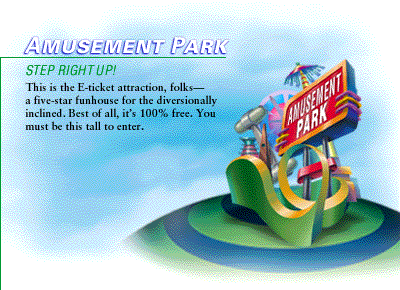 AMUSEMENT PARK
STEP RIGHT UP!
This is the E-ticket attraction, folks—
a five-star funhouse for the diversionally
inclined. Best of all, it's 100% free. You
must be this tall to enter.
AMUSEMENT
PARK